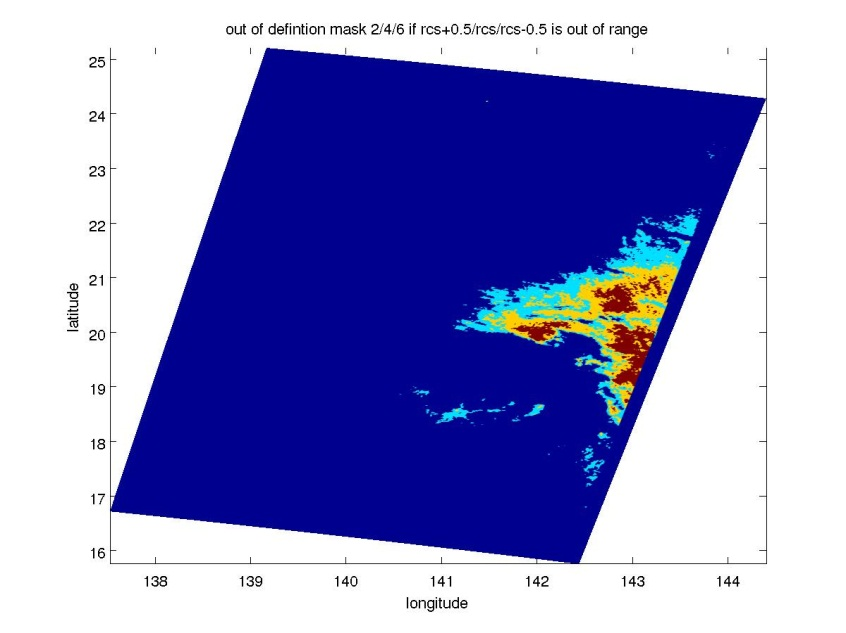 out of defintion mask 2/4/6 if rcs+0.5/rcs/rcs-0.5 is out of range
25
24
23
22
21
20
19
18
17
16
latitude
138 139 140 141 142 143 144
longitude